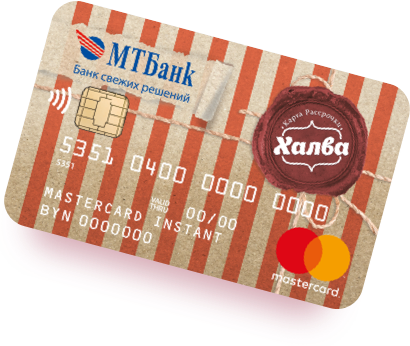 МТБанк
Банк свежих решений
Карта Рассрочки
Халва
5351 0400 0000 0000
5351
VALID
THRU
00/00
MASTERCARD INSTANT
BYN 0000000
mastercard